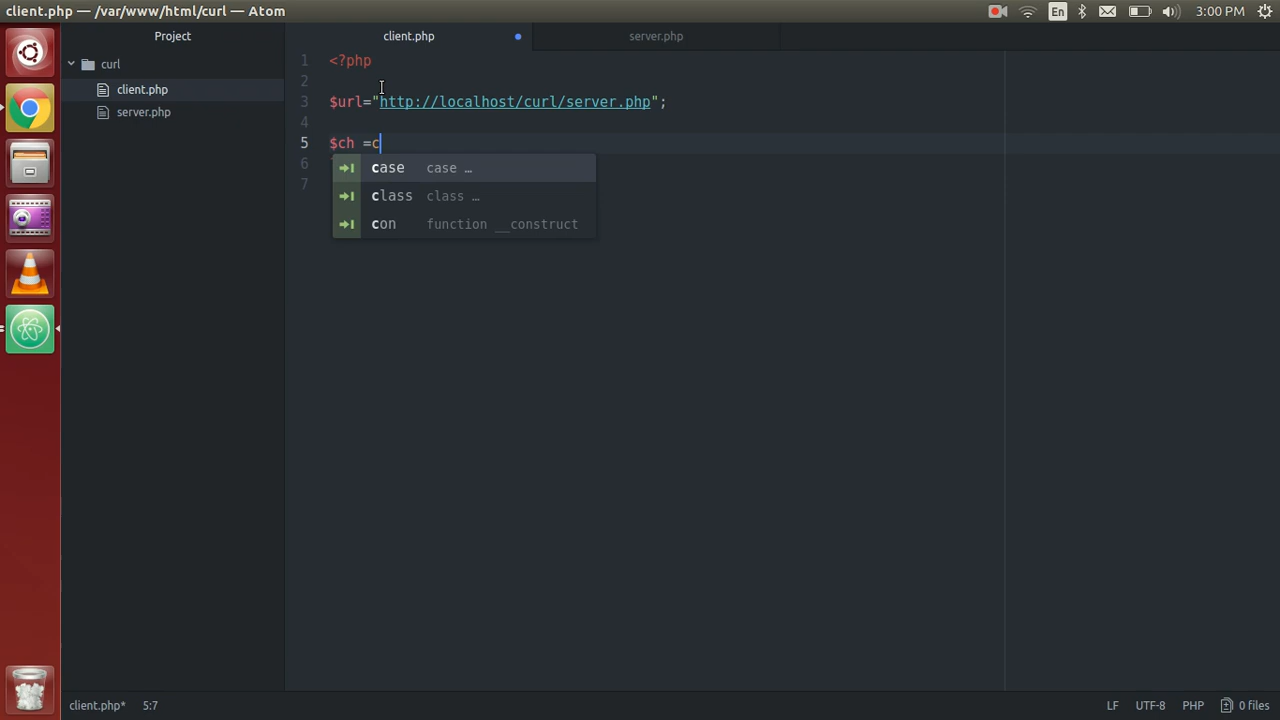 client.php — /var/www/html/curl — Atom
En
3:00 PM
Project
client.php
server.php
curl
client.php
server.php
1 <?php
2
3 $url="http://localhost/curl/server.php";
4
5 $ch =c
6
7
case case …
class class …
con function __construct
client.php* 5:7
LF UTF-8 PHP 0 files